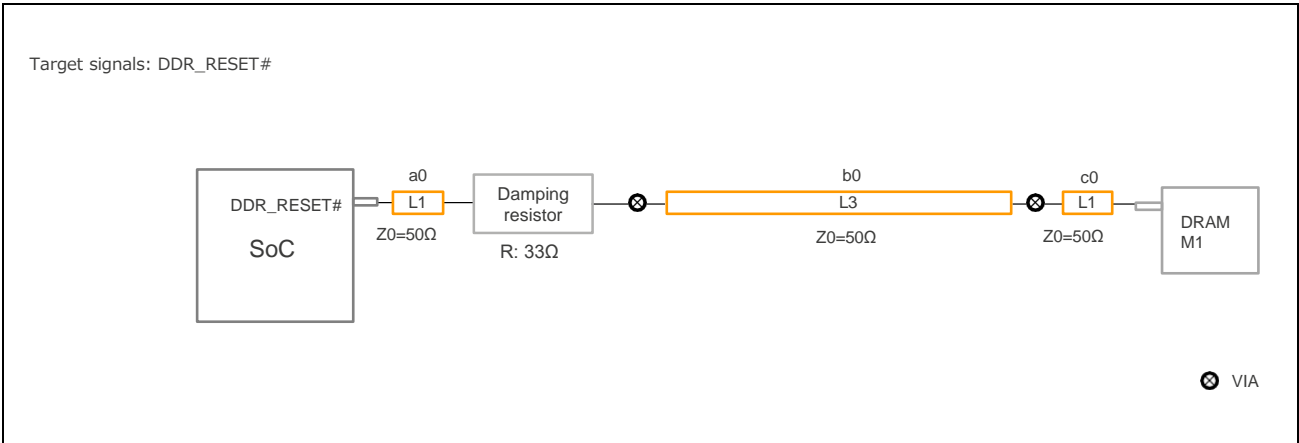 Target signals: DDR_RESET#
a0
b0
c0
DDR_RESET#
L1
Damping
resistor
L3
L1
DRAM
M1
SoC
Z0=50Ω
R: 33Ω
Z0=50Ω
Z0=50Ω
VIA